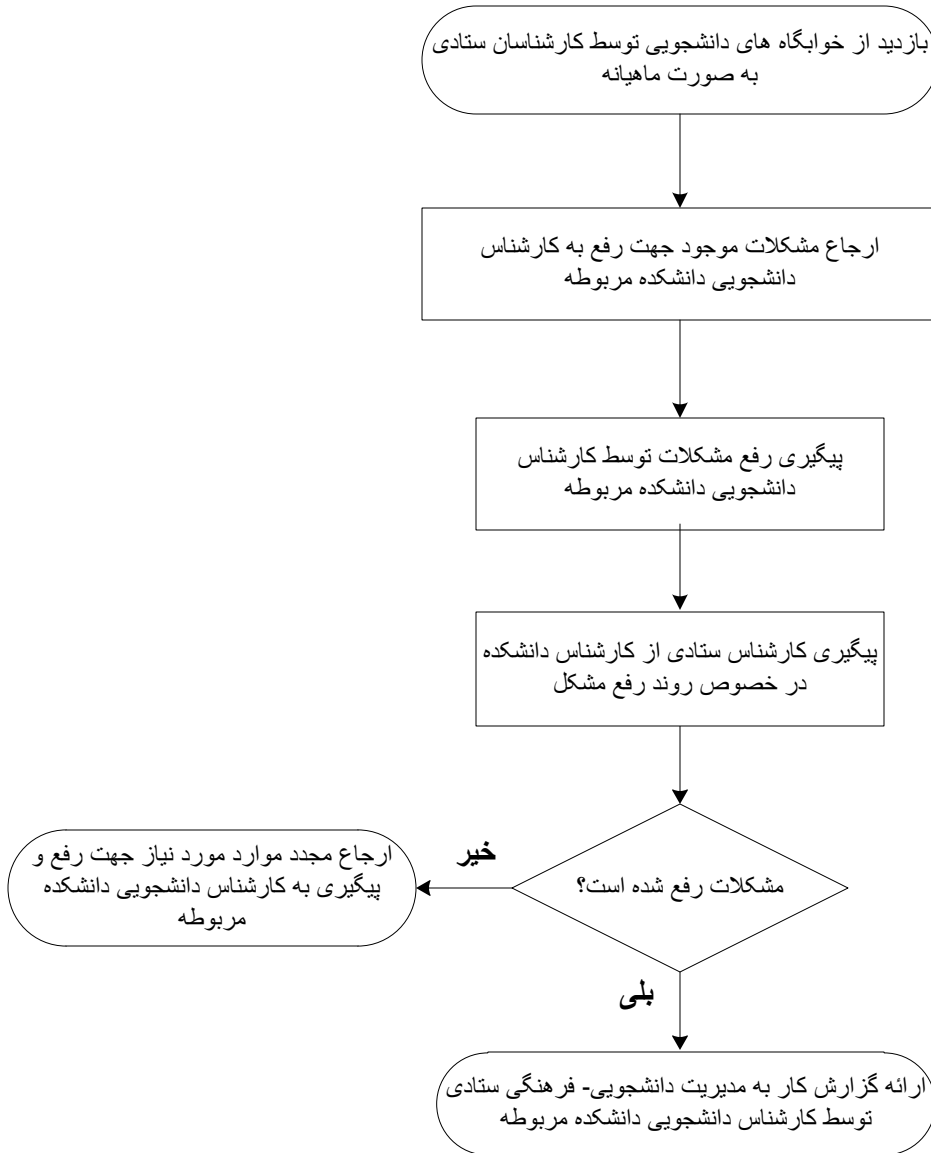 بازدید از خوابگاه های دانشجویی توسط کارشناسان ستادی
به صورت ماهیانه
ارجاع مشکلات موجود جهت رفع به کارشناس
دانشجویی دانشکده مربوطه
پیگیری رفع مشکلات توسط کارشناس
دانشجویی دانشکده مربوطه
پیگیری کارشناس ستادی از کارشناس دانشکده
در خصوص روند رفع مشکل
مشکلات رفع شده است؟
خیر
ارجاع مجدد موارد مورد نیاز جهت رفع و
پیگیری به کارشناس دانشجویی دانشکده
مربوطه
بلی
ارائه گزارش کار به مدیریت دانشجویی- فرهنگی ستادی
توسط کارشناس دانشجویی دانشکده مربوطه